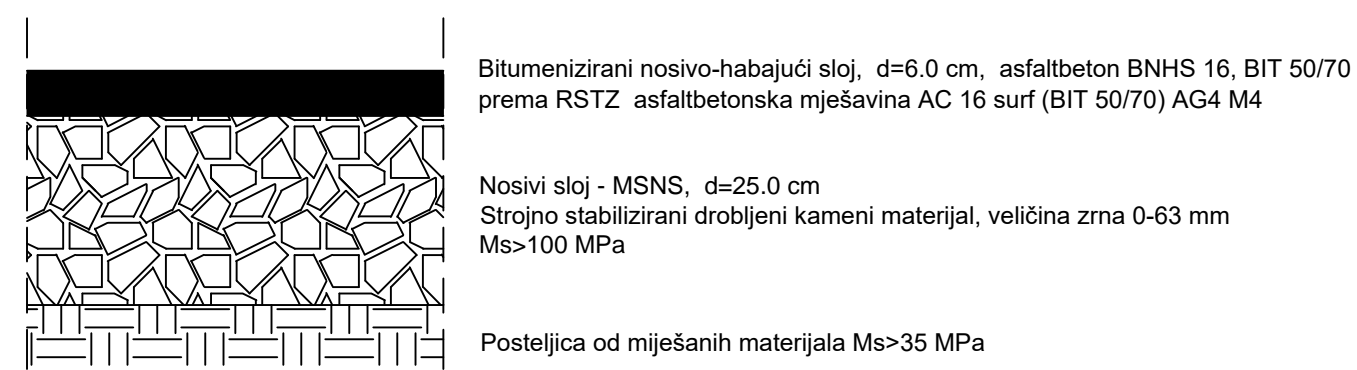 Bitumenizirani nosivo-habajući sloj, d=6.0 cm, asfaltbeton BNHS 16, BIT 50/70
prema RSTZ asfaltbetonska mješavina AC 16 surf (BIT 50/70) AG4 M4
Nosivi sloj - MSNS, d=25.0 cm
Strojno stabilizirani drobljeni kameni materijal, veličina zrna 0-63 mm
Ms>100 MPa
Posteljica od miješanih materijala Ms>35 MPa